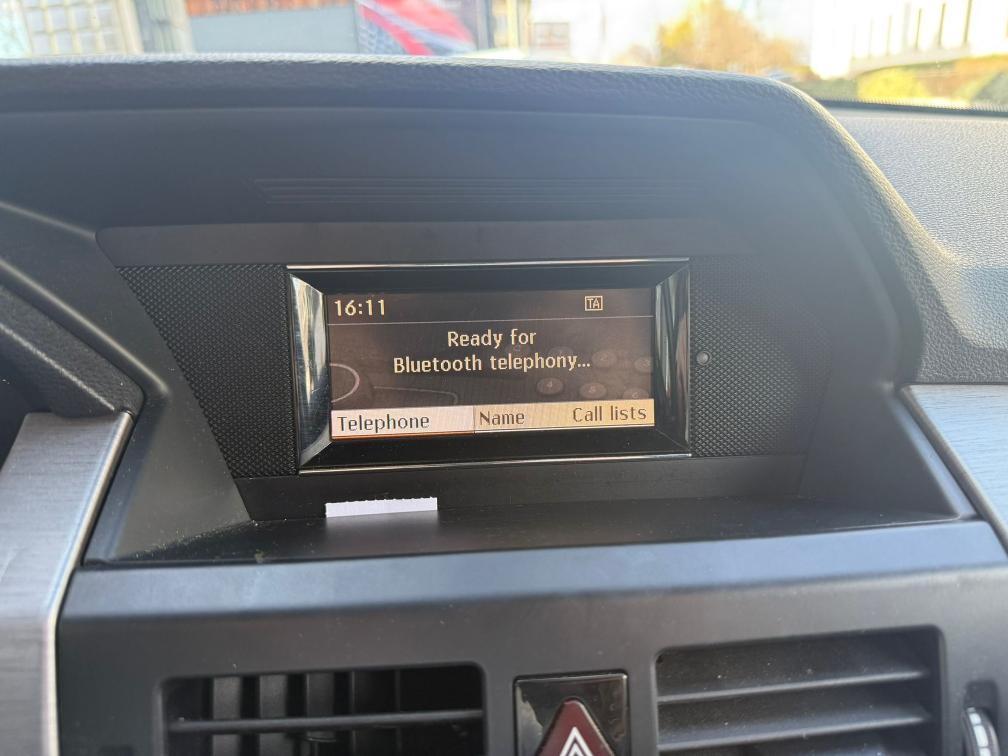 16:11 TA
Ready for
Bluetooth telephony...
Telephone Name Call lists